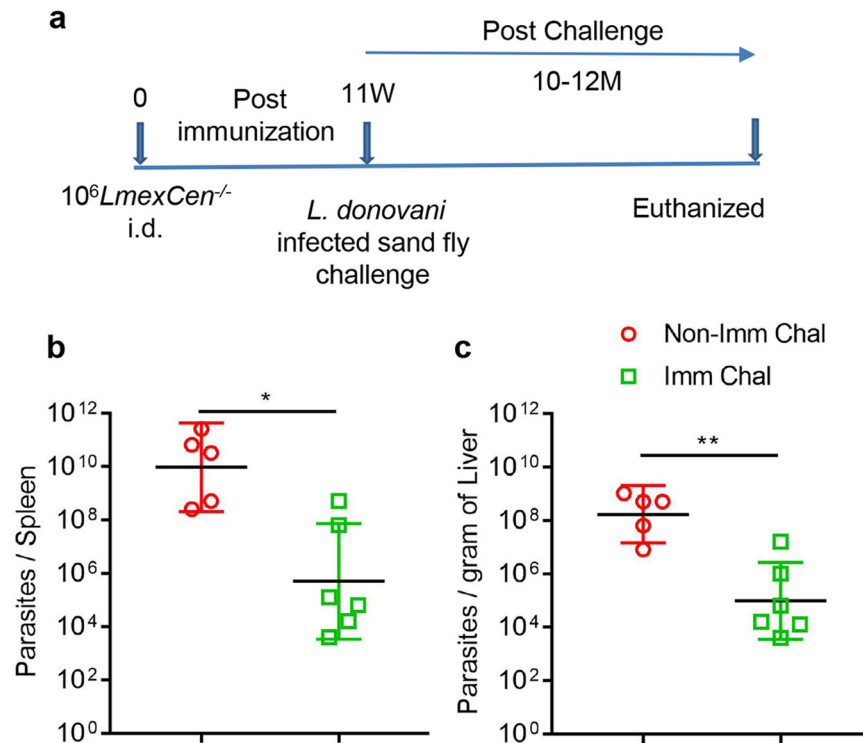 a
Post Challenge
0
Post
immunization
11W
10-12M
10⁶LmexCen⁻/⁻
i.d.
L. donovani
infected sand fly
challenge
Euthanized
Non-Imm Chal
Imm Chal
b
Parasites / Spleen
10¹²
10¹⁰
10⁸
10⁶
10⁴
10²
10⁰
*
c
Parasites / gram of Liver
10¹²
10¹⁰
10⁸
10⁶
10⁴
10²
10⁰
**